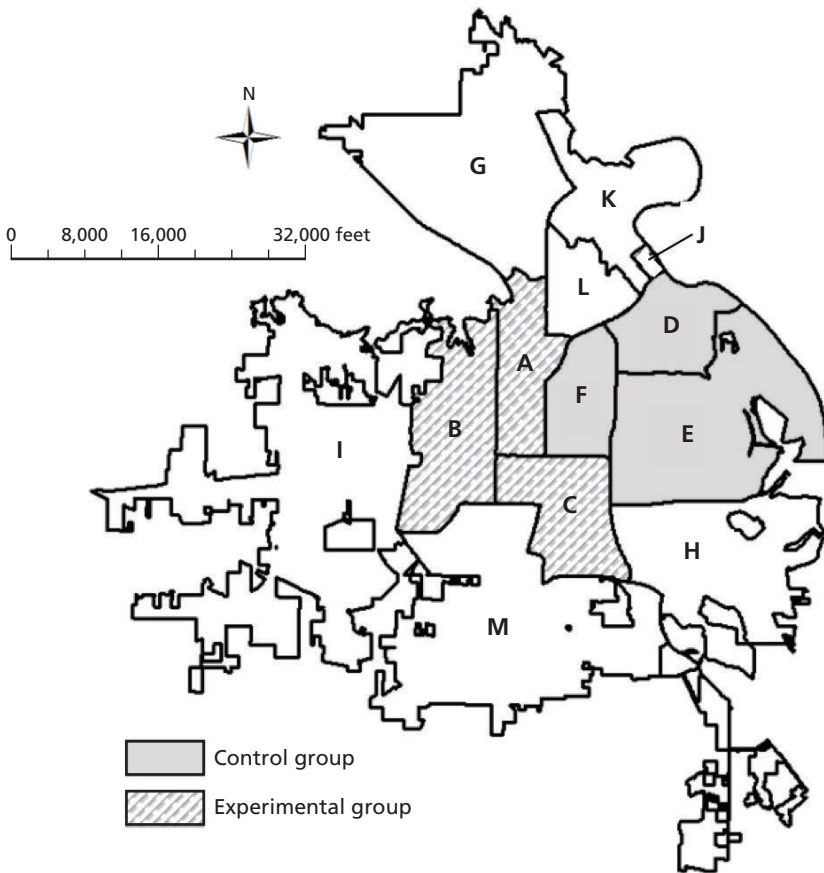 N
G
K
0 8,000 16,000 32,000 feet
J
L
D
A
F
B
E
I
C
H
M
Control group
Experimental group